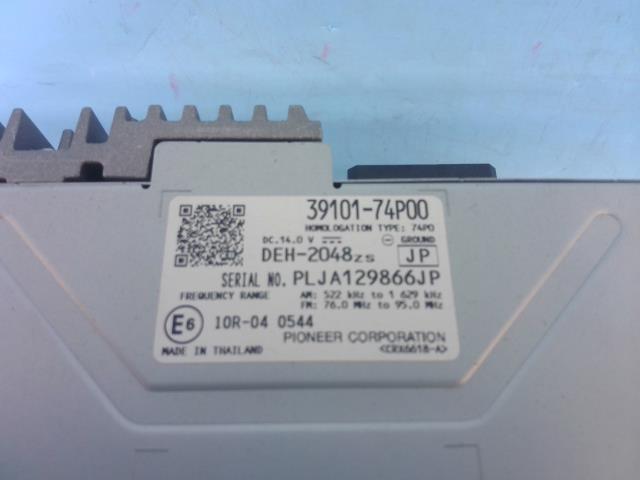 39101-74P00
HOMOLOGATION TYPE: 74P0
DC.14.0 V GROUND
DEH-2048ZS JP
SERIAL NO. PLJA129866JP
FREQUENCY RANGE AM: 522 kHz to 1 629 kHz
FM: 76.0 MHz to 95.0 MHz
E6 10R-04 0544
PIONEER CORPORATION
MADE IN THAILAND <CRX6618-A>